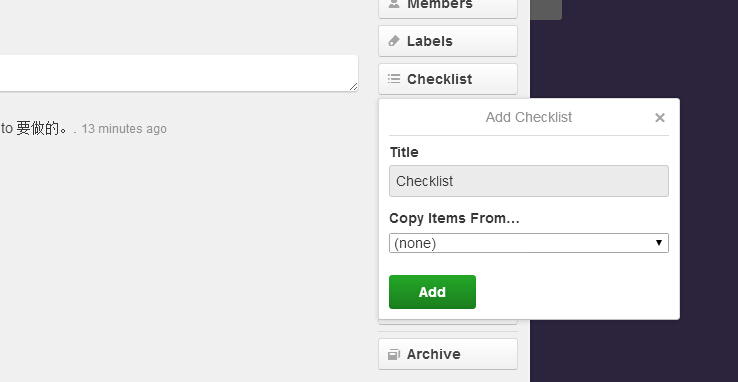 Members
Labels
Checklist
to 要做的。. 13 minutes ago
Add Checklist
Title
Checklist
Copy Items From…
(none)
Add
Archive